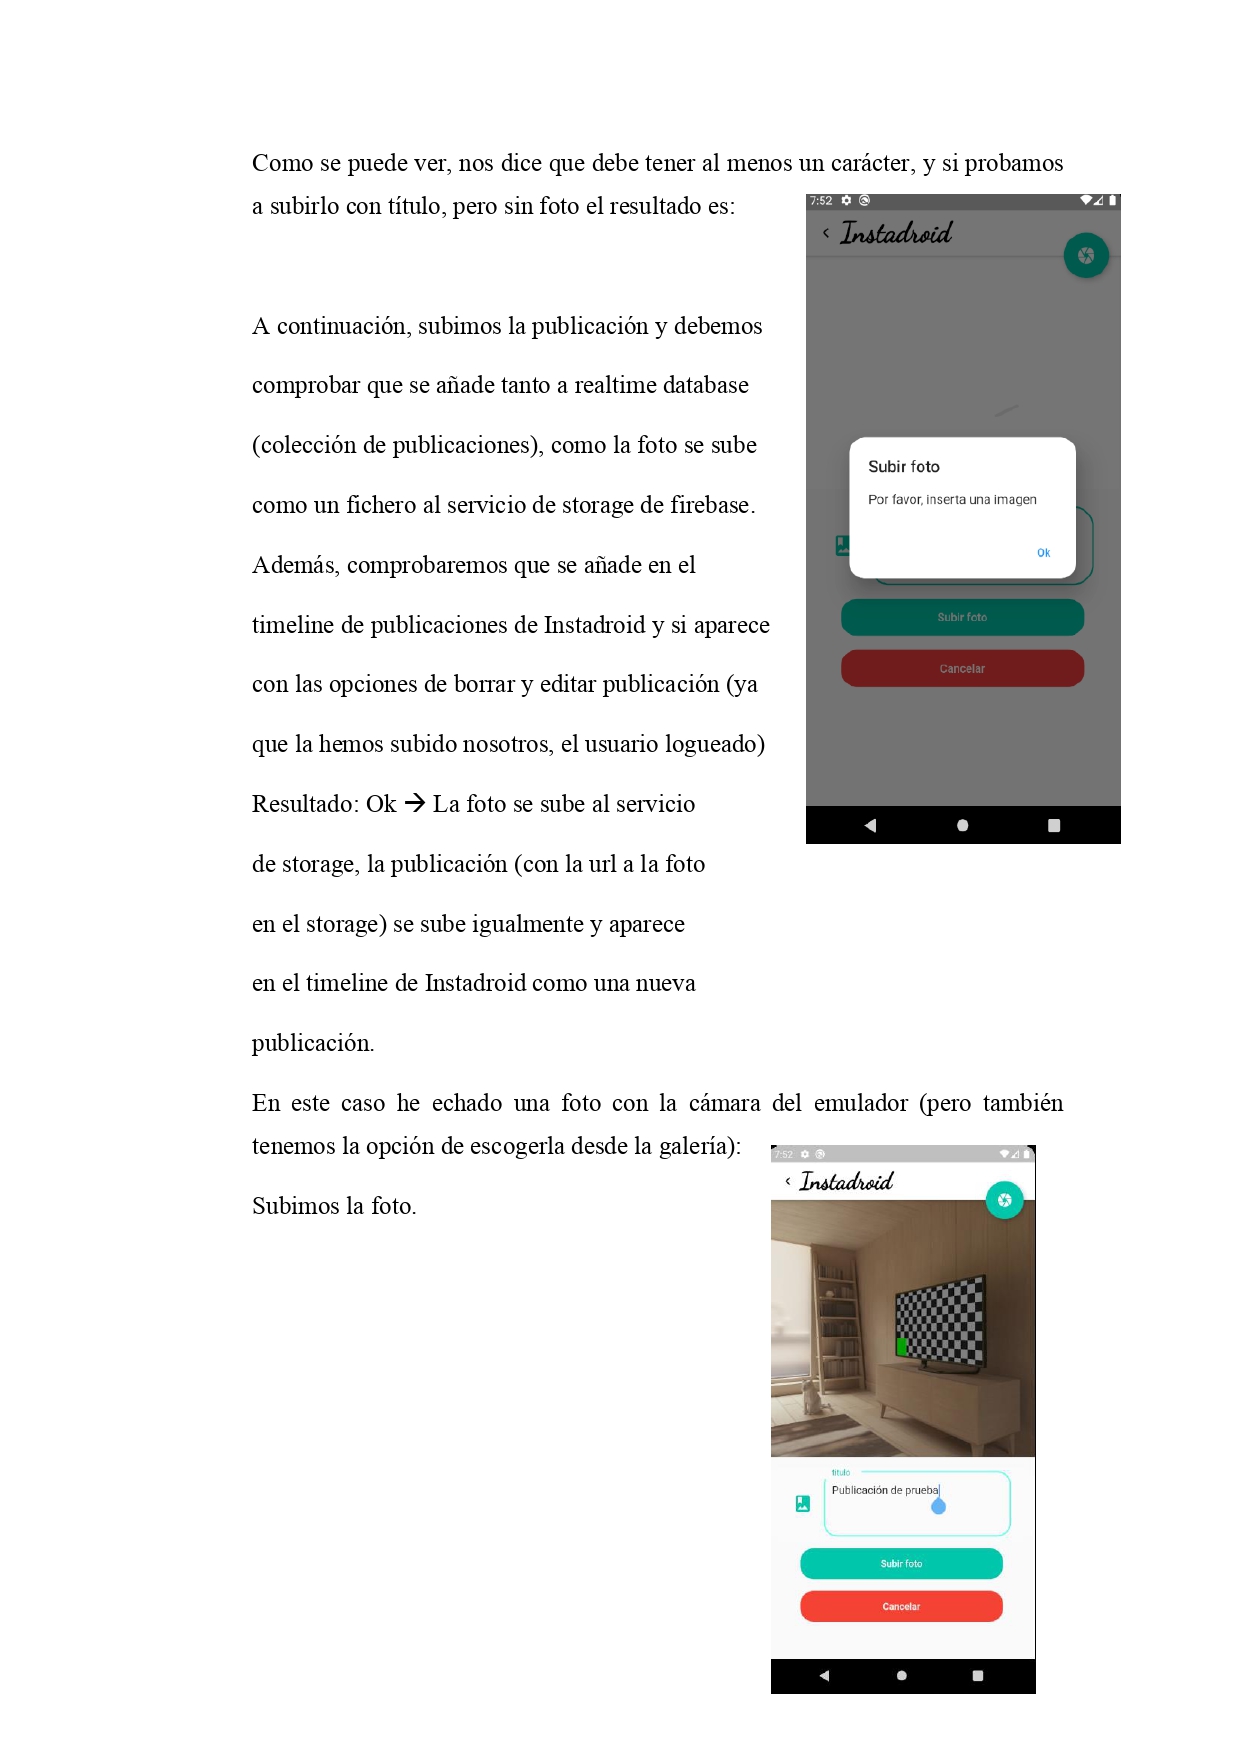 Como se puede ver, nos dice que debe tener al menos un carácter, y si probamos
a subirlo con título, pero sin foto el resultado es:
7:52
Instadroid
Subir foto
Por favor, inserta una imagen
Ok
Subir foto
Cancelar
A continuación, subimos la publicación y debemos
comprobar que se añade tanto a realtime database
(colección de publicaciones), como la foto se sube
como un fichero al servicio de storage de firebase.
Además, comprobaremos que se añade en el
timeline de publicaciones de Instadroid y si aparece
con las opciones de borrar y editar publicación (ya
que la hemos subido nosotros, el usuario logueado)
Resultado: Ok → La foto se sube al servicio
de storage, la publicación (con la url a la foto
en el storage) se sube igualmente y aparece
en el timeline de Instadroid como una nueva
publicación.
En este caso he echado una foto con la cámara del emulador (pero también
tenemos la opción de escogerla desde la galería):
Subimos la foto.
7:52
Instadroid
titulo
Publicación de prueba
Subir foto
Cancelar